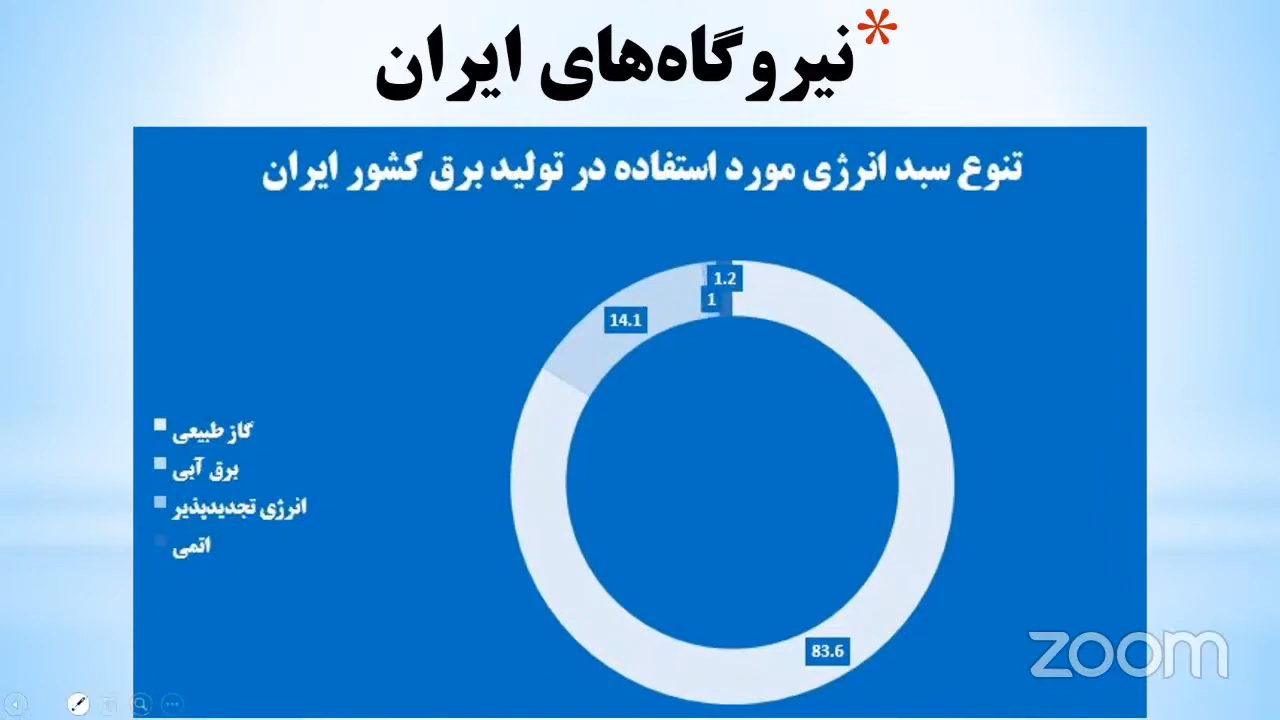 *نیروگاه‌های ایران
تنوع سبد انرژی مورد استفاده در تولید برق کشور ایران
1.2
1
14.1
گاز طبیعی
برق آبی
انرژی تجدیدپذیر
اتمی
83.6
zoom